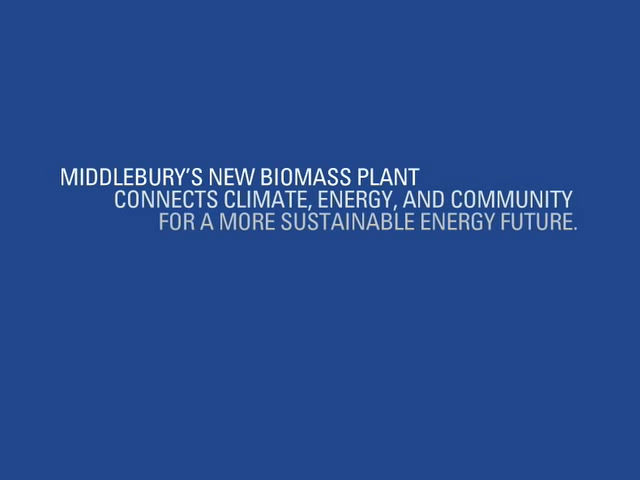 MIDDLEBURY'S NEW BIOMASS PLANT
CONNECTS CLIMATE, ENERGY, AND COMMUNITY
FOR A MORE SUSTAINABLE ENERGY FUTURE.